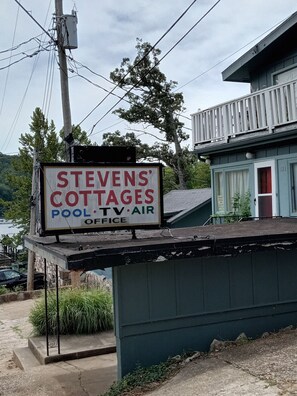 STEVENS' COTTAGES
POOL · TV · AIR
OFFICE